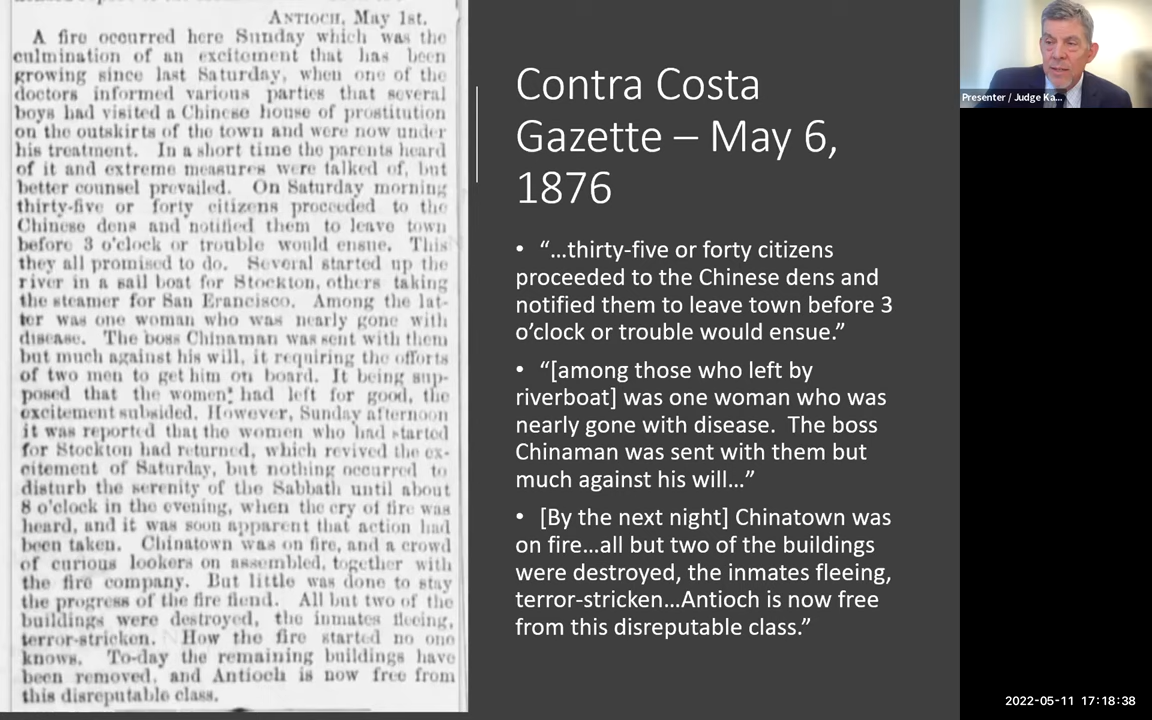 ANTIOCH, May 1st.
A fire occurred here Sunday which was the
culmination of an excitement that has been
growing since last Saturday, when one of the
doctors informed various parties that several
boys had visited a Chinese house of prostitution
on the outskirts of the town and were now under
his treatment. In a short time the parents heard
of it and extreme measures were talked of, but
better counsel prevailed. On Saturday morning
thirty-five or forty citizens proceeded to the
Chinese dens and notified them to leave town
before 3 o'clock or trouble would ensue. This
they all promised to do. Several started up the
river in a sail boat for Stockton, others taking
the steamer for San Erancisco. Among the lat-
ter was one woman who was nearly gone with
disease. The boss Chinaman was sent with them
but much against his will, it requiring the efforts
of two men to get him on board. It being sup-
posed that the women had left for good, the
excitement subsided. However, Sunday afternoon
it was reported that the women who had started
for Stockton had returned, which revived the ex-
citement of Saturday, but nothing occurred to
disturb the serenity of the Sabbath until about
8 o'clock in the evening, when the cry of fire was
heard, and it was soon apparent that action had
been taken. Chinatown was on fire, and a crowd
of curious lookers on assembled, together with
the fire company. But little was done to stay
the progress of the fire fiend. All but two of the
buildings were destroyed, the inmates fleeing,
terror-stricken. How the fire started no one
knows. To-day the remaining buildings have
been removed, and Antioch is now free from
this disreputable class.
Contra Costa
Gazette – May 6,
1876
• “…thirty-five or forty citizens
proceeded to the Chinese dens and
notified them to leave town before 3
o’clock or trouble would ensue.”
• “[among those who left by
riverboat] was one woman who was
nearly gone with disease. The boss
Chinaman was sent with them but
much against his will…”
• [By the next night] Chinatown was
on fire…all but two of the buildings
were destroyed, the inmates fleeing,
terror-stricken…Antioch is now free
from this disreputable class.”
Presenter / Judge Ka...
2022-05-11 17:18:38